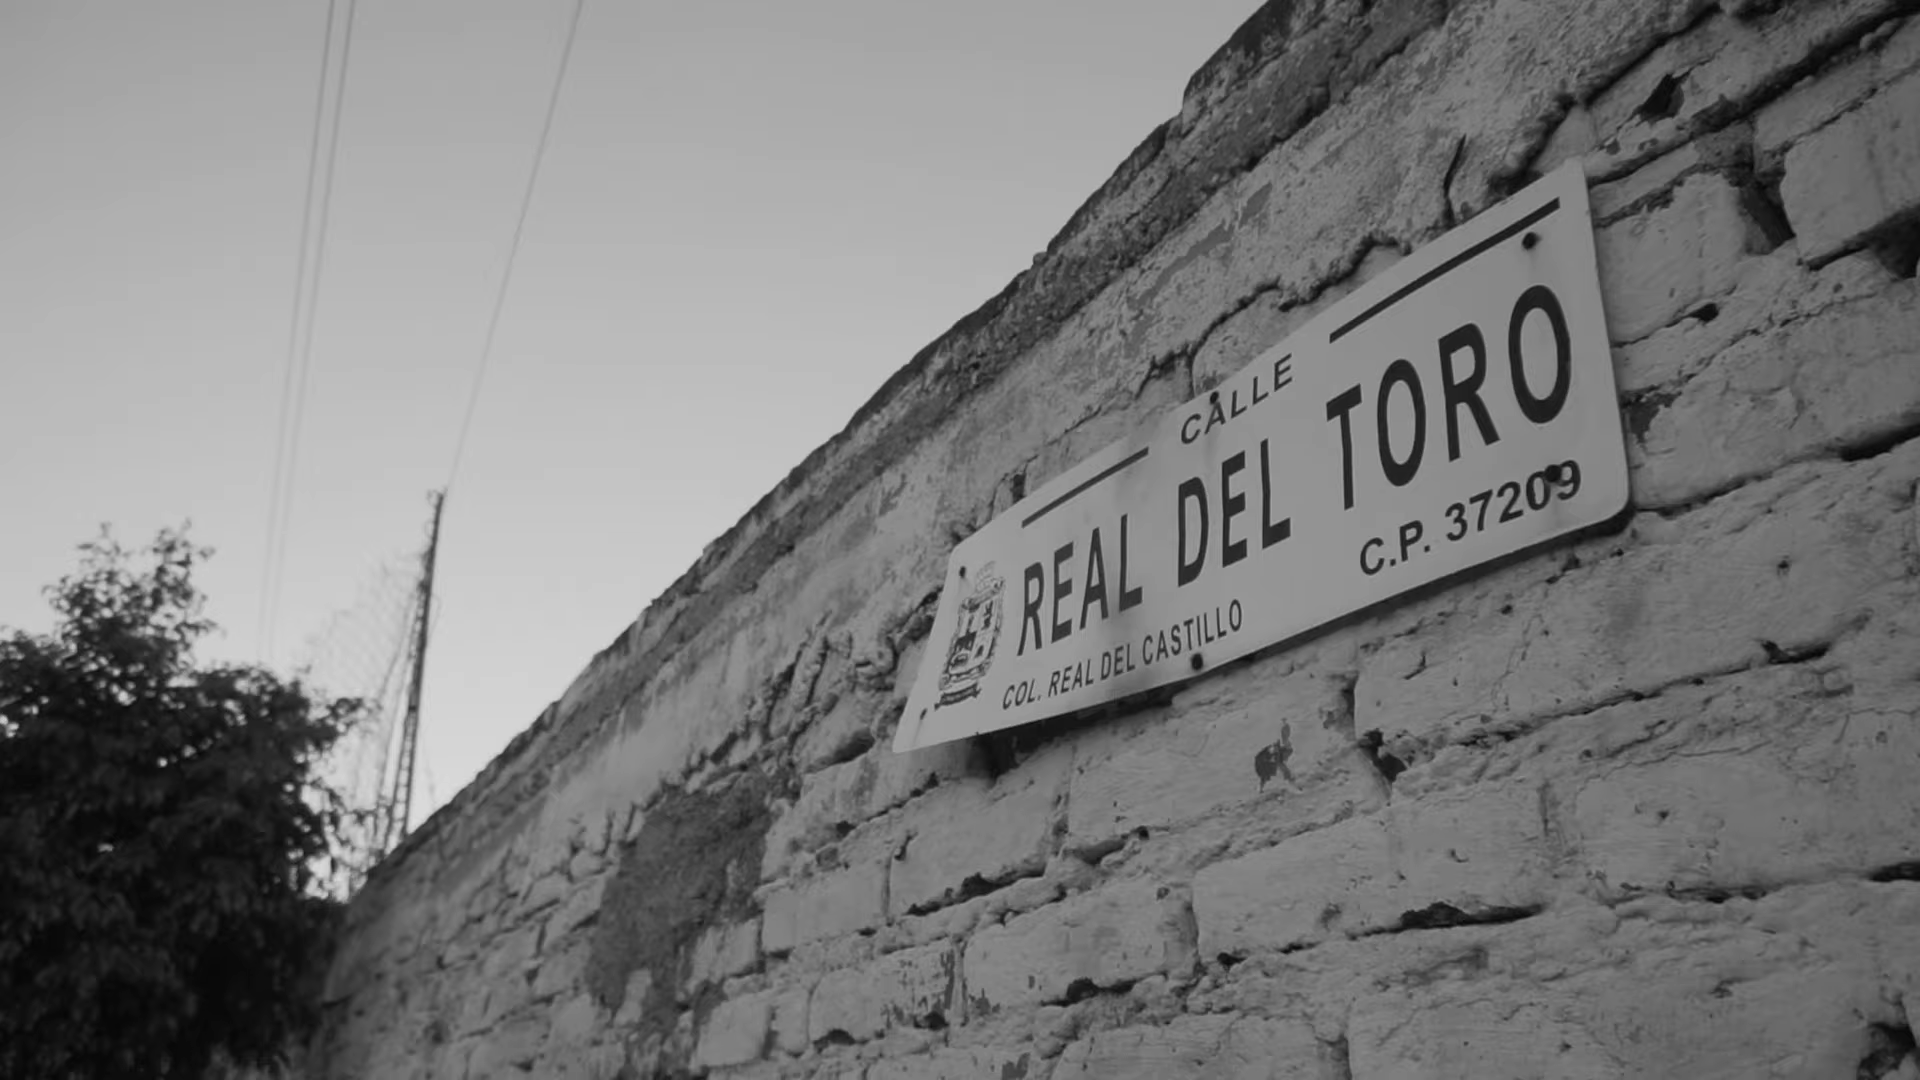 CALLE
REAL DEL TORO
COL. REAL DEL CASTILLO
C.P. 37209